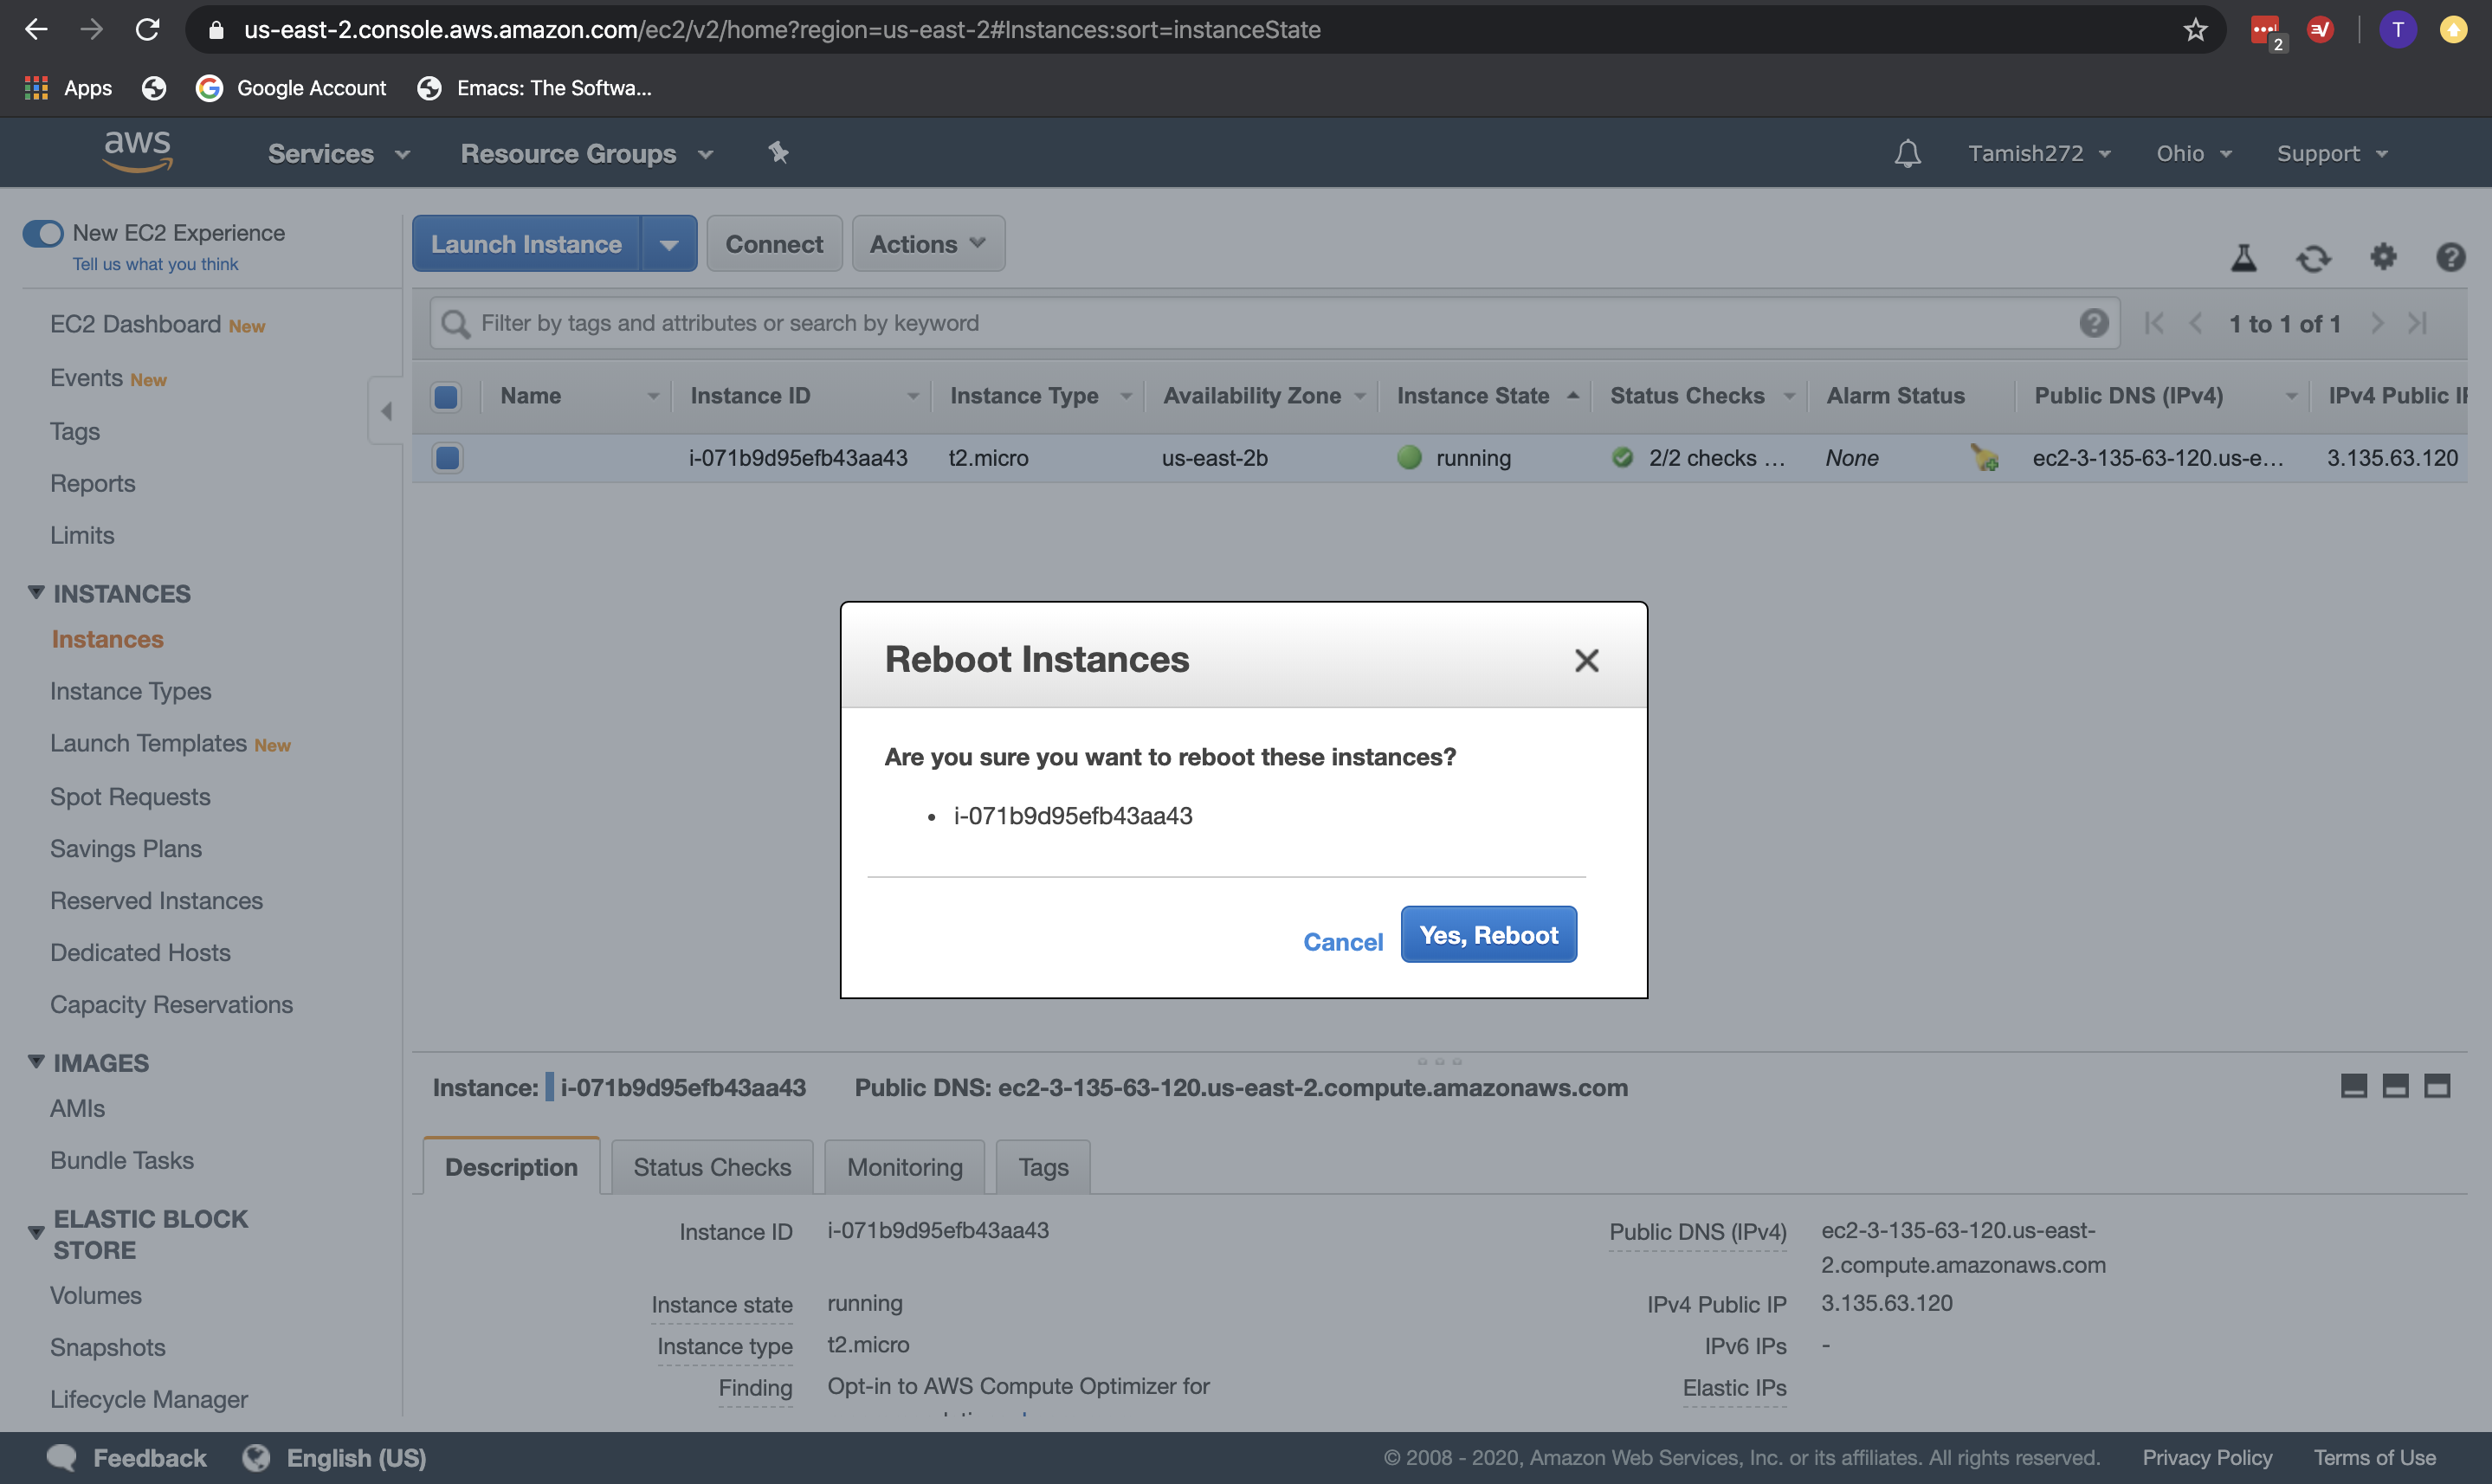 us-east-2.console.aws.amazon.com/ec2/v2/home?region=us-east-2#Instances:sort=instanceState
2
T
Apps
Google Account
Emacs: The Softwa...
aws
Services
Resource Groups
Tamish272
Ohio
Support
New EC2 Experience
Tell us what you think
EC2 Dashboard New
Events New
Tags
Reports
Limits
INSTANCES
Instances
Instance Types
Launch Templates New
Spot Requests
Savings Plans
Reserved Instances
Dedicated Hosts
Capacity Reservations
IMAGES
AMIs
Bundle Tasks
ELASTIC BLOCK
STORE
Volumes
Snapshots
Lifecycle Manager
Launch Instance
Connect
Actions
Filter by tags and attributes or search by keyword
1 to 1 of 1
Name Instance ID Instance Type Availability Zone Instance State Status Checks Alarm Status Public DNS (IPv4) IPv4 Public
i-071b9d95efb43aa43 t2.micro us-east-2b running 2/2 checks ... None ec2-3-135-63-120.us-e... 3.135.63.120
Reboot Instances
Are you sure you want to reboot these instances?
• i-071b9d95efb43aa43
Cancel
Yes, Reboot
Instance: i-071b9d95efb43aa43 Public DNS: ec2-3-135-63-120.us-east-2.compute.amazonaws.com
Description
Status Checks
Monitoring
Tags
Instance ID i-071b9d95efb43aa43
Instance state running
Instance type t2.micro
Finding Opt-in to AWS Compute Optimizer for
Public DNS (IPv4) ec2-3-135-63-120.us-east-
2.compute.amazonaws.com
IPv4 Public IP 3.135.63.120
IPv6 IPs -
Elastic IPs
Feedback
English (US)
© 2008 - 2020, Amazon Web Services, Inc. or its affiliates. All rights reserved.
Privacy Policy
Terms of Use